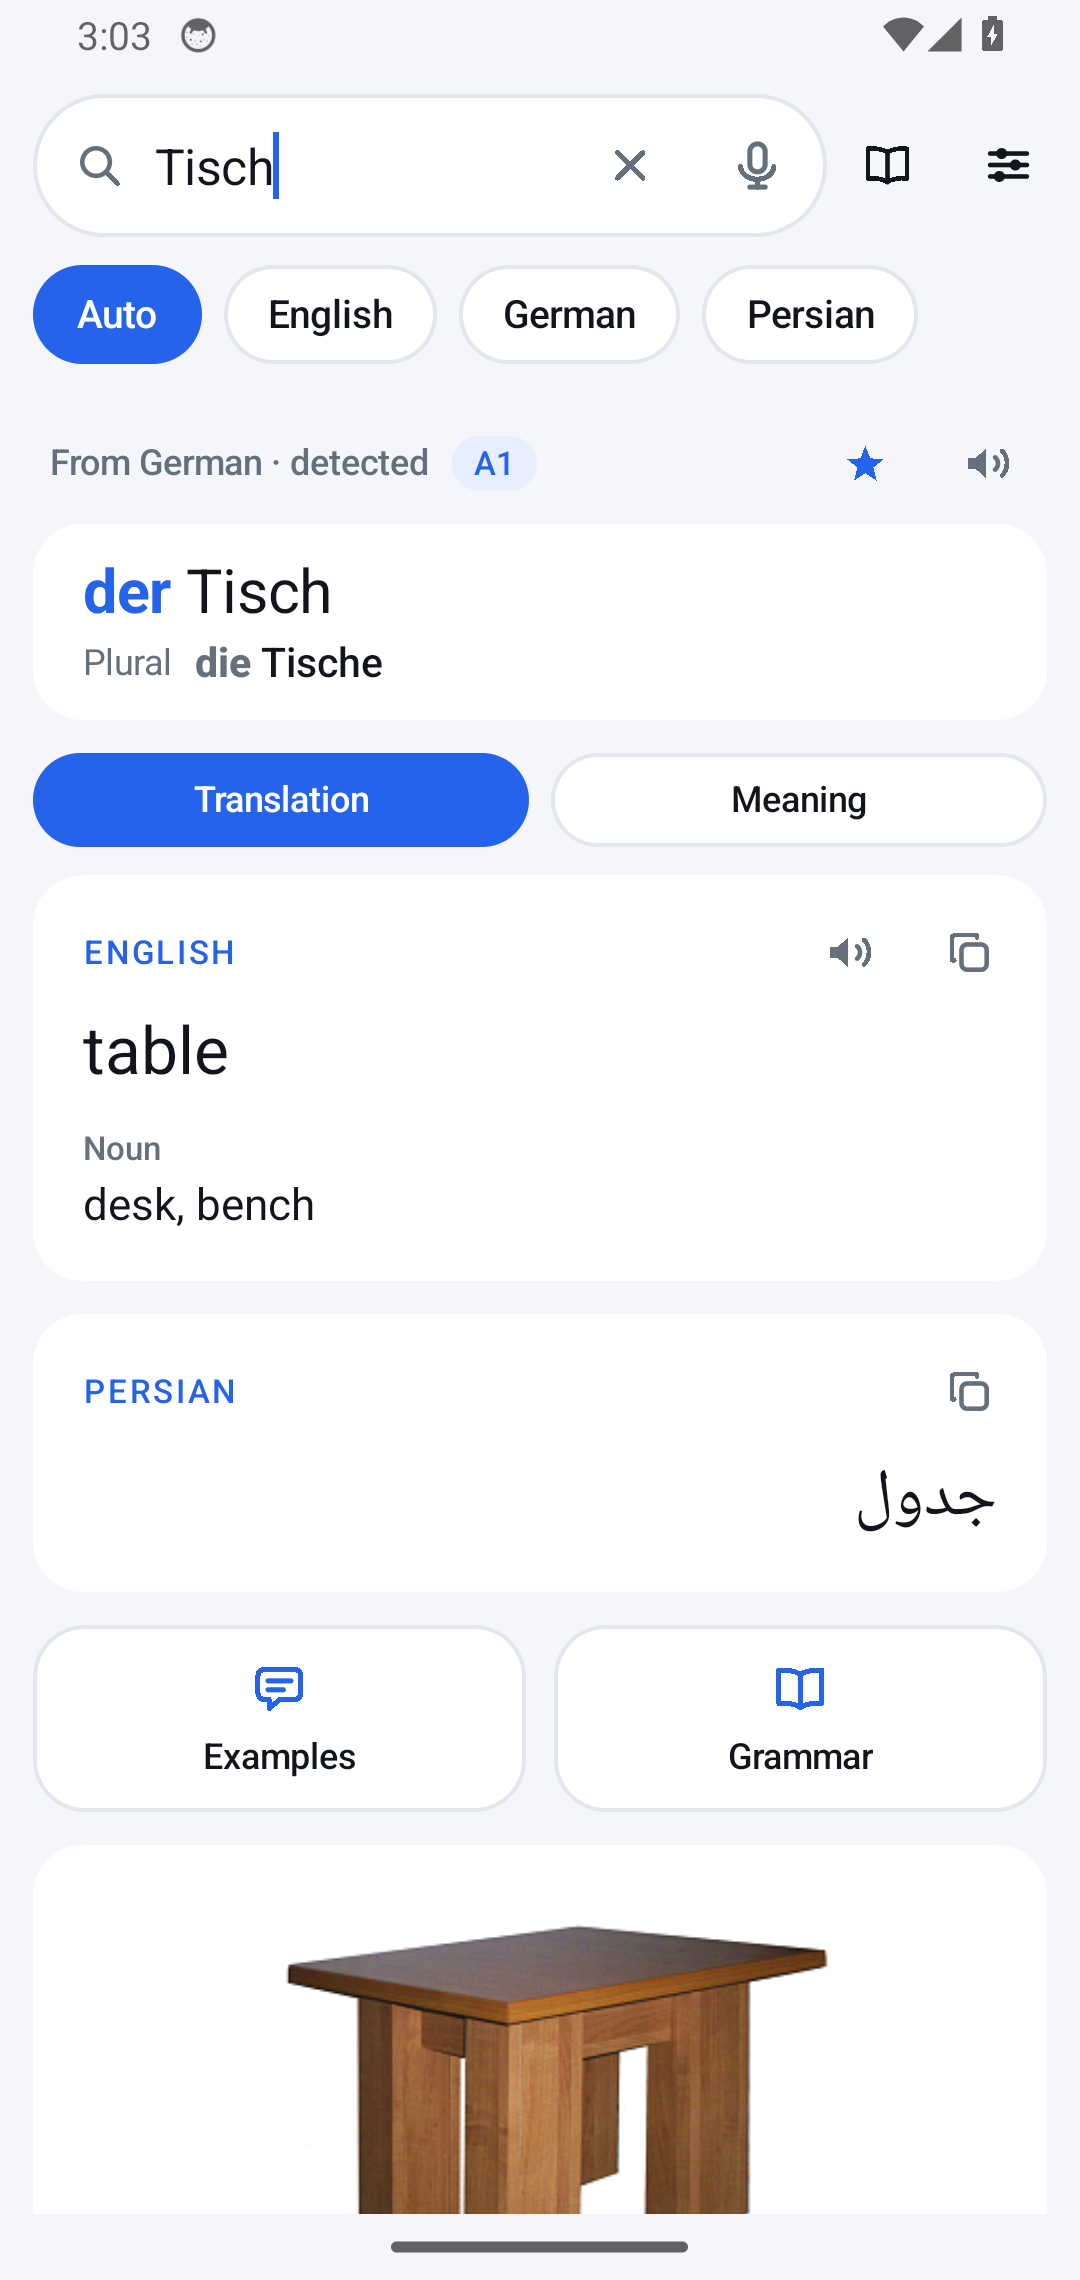 3:03
Tisch
Auto English German Persian
From German · detected A1
der Tisch
Plural die Tische
Translation Meaning
ENGLISH
table
Noun
desk, bench
PERSIAN
جدول
Examples Grammar